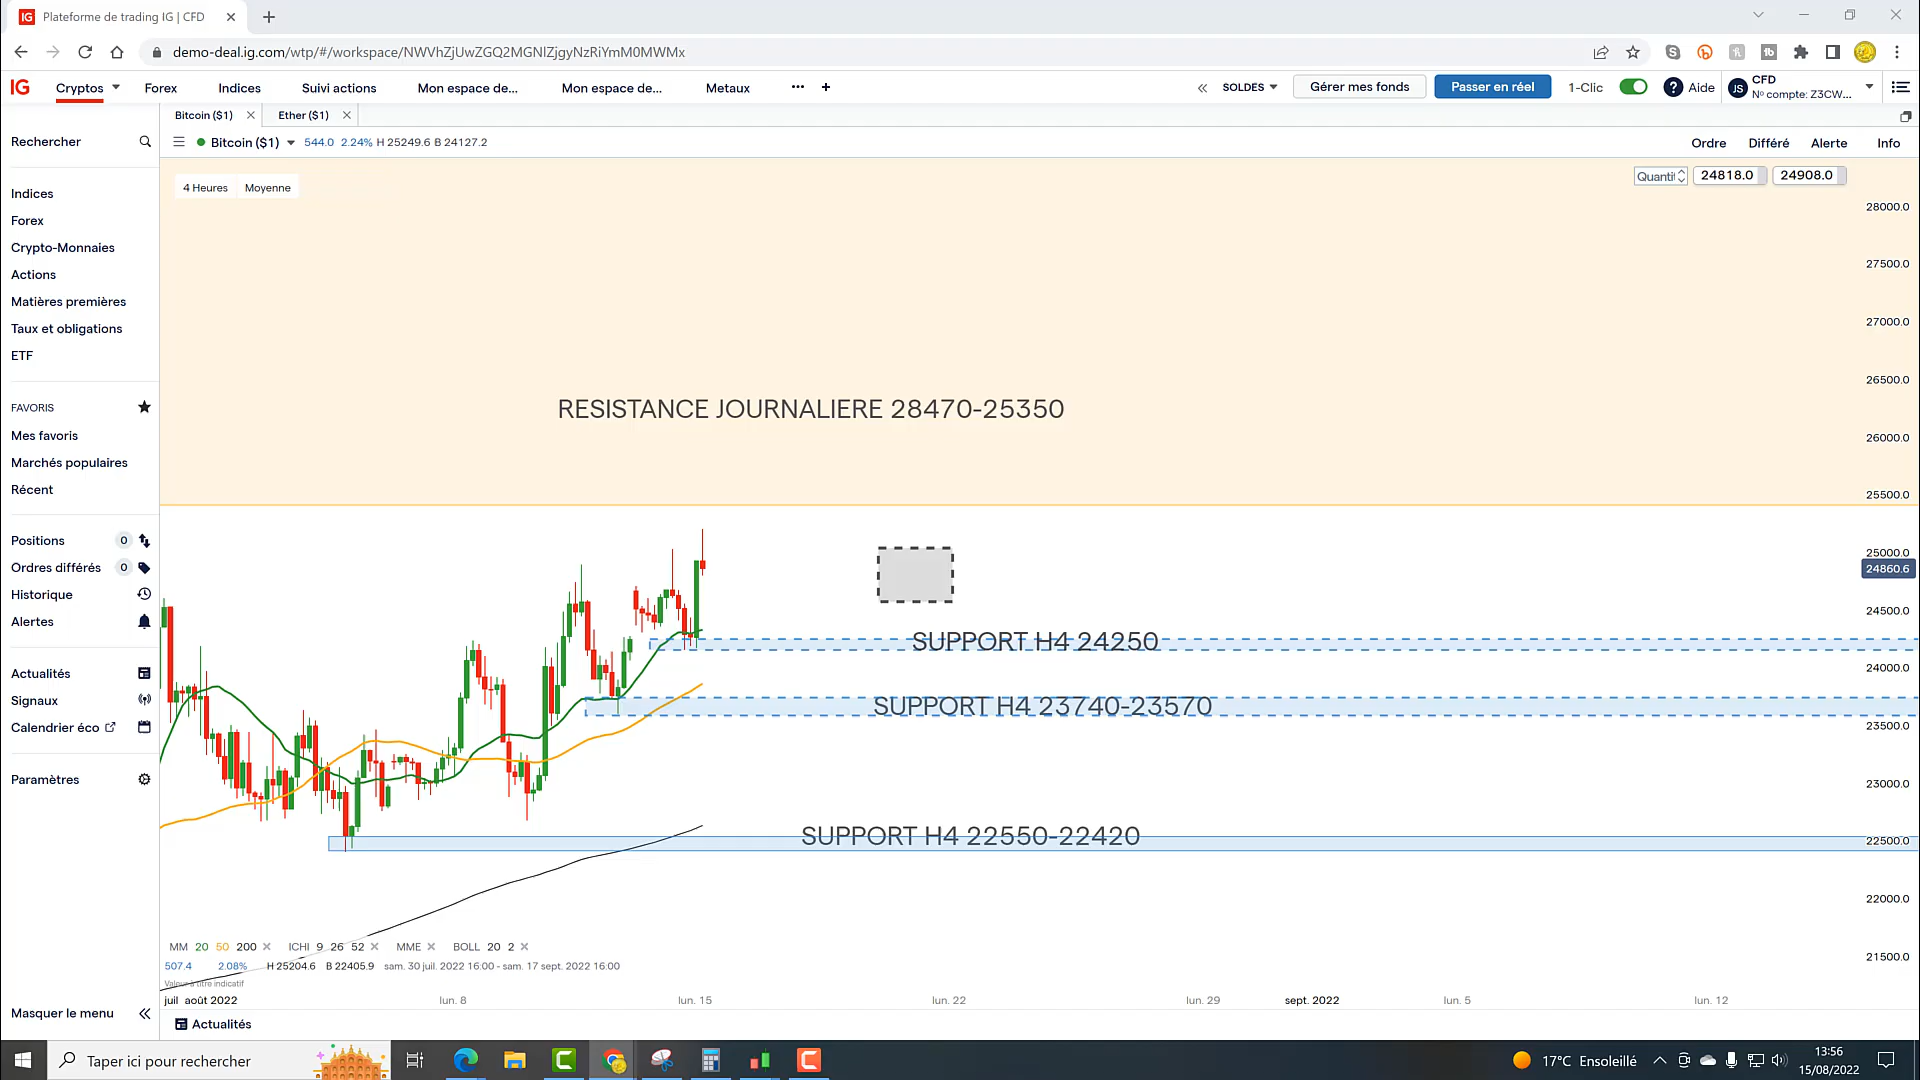 IG Plateforme de trading IG | CFD
demo-deal.ig.com/wtp/#/workspace/NWVhZjUwZGQ2MGNlZjgyNzRiYmM0MWMx
IG Cryptos Forex Indices Suivi actions Mon espace de... Mon espace de... Metaux ••• + SOLDES Gérer mes fonds Passer en réel 1-Clic ? Aide JS CFD
Nº compte: Z3CW...
Bitcoin ($1) Ether ($1)
Rechercher
Bitcoin ($1) 544.0 2.24% H 25249.6 B 24127.2 Ordre Différé Alerte Info
4 Heures Moyenne
24818.0 24908.0
Indices
Forex
Crypto-Monnaies
Actions
Matières premières
Taux et obligations
ETF
FAVORIS
Mes favoris
Marchés populaires
Récent
Positions 0
Ordres différés 0
Historique
Alertes
Actualités
Signaux
Calendrier éco
Paramètres
Masquer le menu
RESISTANCE JOURNALIERE 28470-25350
SUPPORT H4 24250
SUPPORT H4 23740-23570
SUPPORT H4 22550-22420
28000.0
27500.0
27000.0
26500.0
26000.0
25500.0
25000.0
24860.6
24500.0
24000.0
23500.0
23000.0
22500.0
22000.0
21500.0
MM 20 50 200 ICHI 9 26 52 MME BOLL 20 2
507.4 2.08% H 25204.6 B 22405.9 sam. 30 juil. 2022 16:00 - sam. 17 sept. 2022 16:00
Valeur à titre indicatif
juil août 2022 lun. 8 lun. 15 lun. 22 lun. 29 sept. 2022 lun. 5 lun. 12
Actualités
Taper ici pour rechercher
17°C Ensoleillé
13:56
15/08/2022